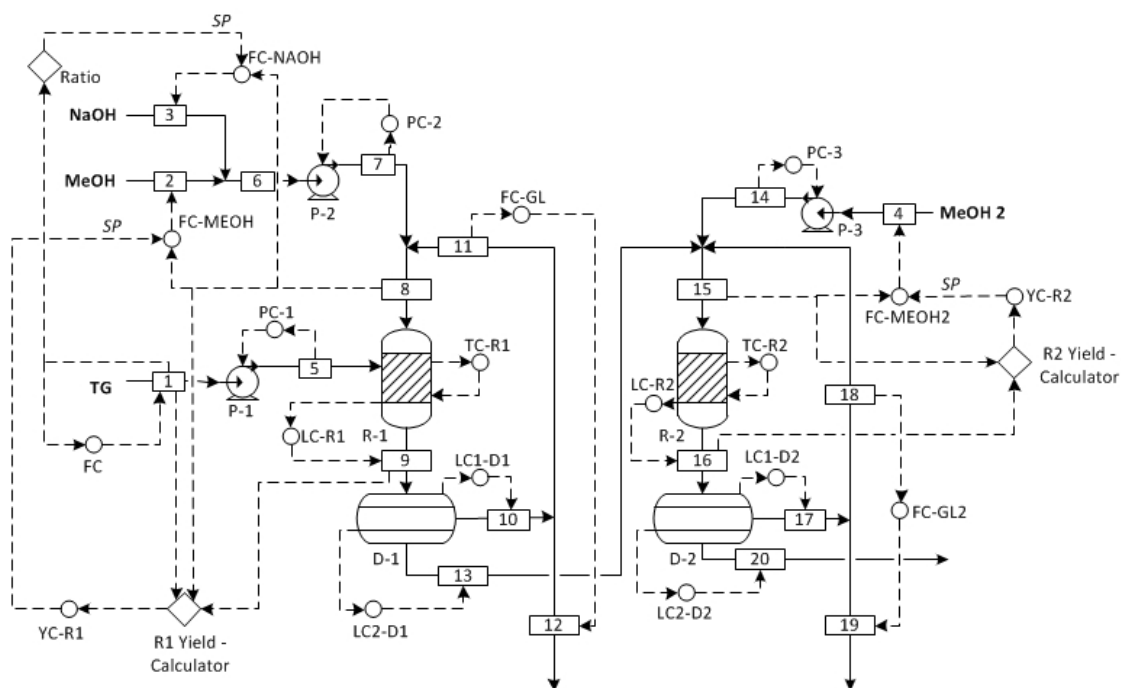 SP
FC-NAOH
Ratio
NaOH
3
PC-2
7
MeOH
2
6
P-2
FC-MEOH
SP
FC-GL
11
8
PC-1
5
TC-R1
TG
1
P-1
LC-R1
R-1
FC
9
LC1-D1
10
D-1
13
LC2-D1
12
YC-R1
R1 Yield -
Calculator
PC-3
14
4
MeOH 2
P-3
15
SP
YC-R2
FC-MEOH2
TC-R2
R2 Yield -
Calculator
LC-R2
18
R-2
16
LC1-D2
17
FC-GL2
D-2
20
LC2-D2
19